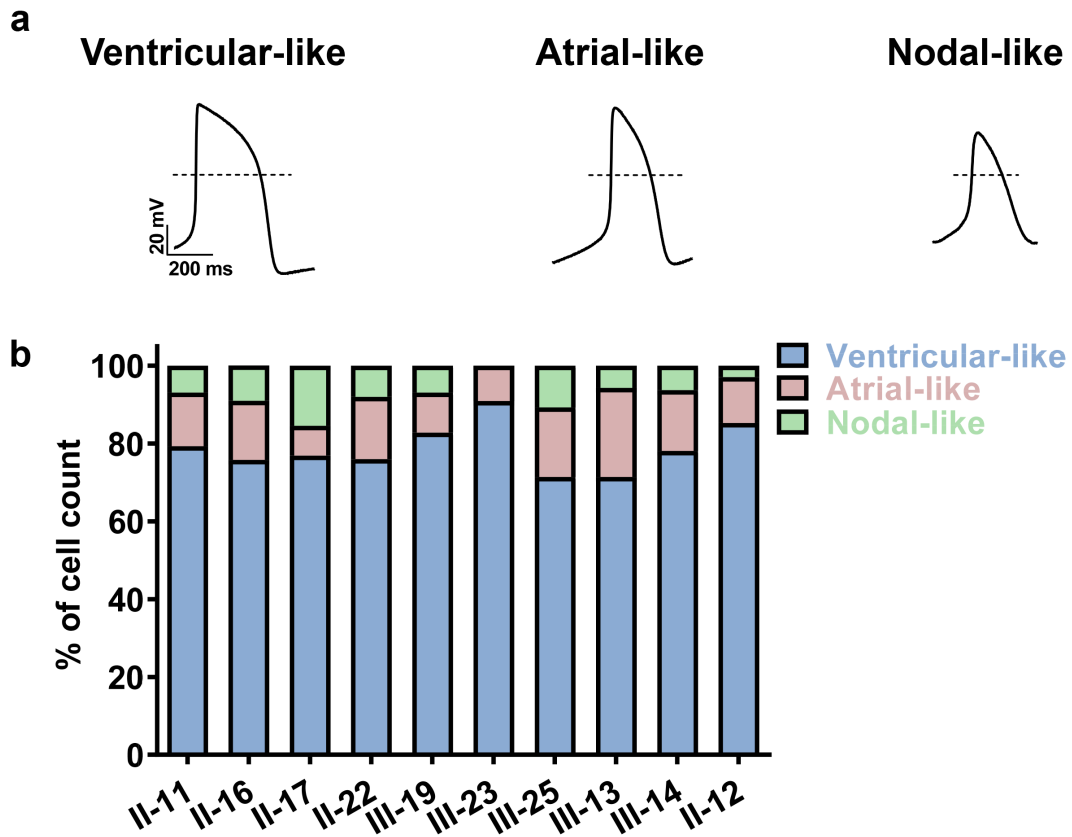 a
Ventricular-like
Atrial-like
Nodal-like
20 mV
200 ms
b
% of cell count
100
80
60
40
20
0
II-11
II-16
II-17
II-22
III-19
III-23
III-25
III-13
III-14
II-12
Ventricular-like
Atrial-like
Nodal-like